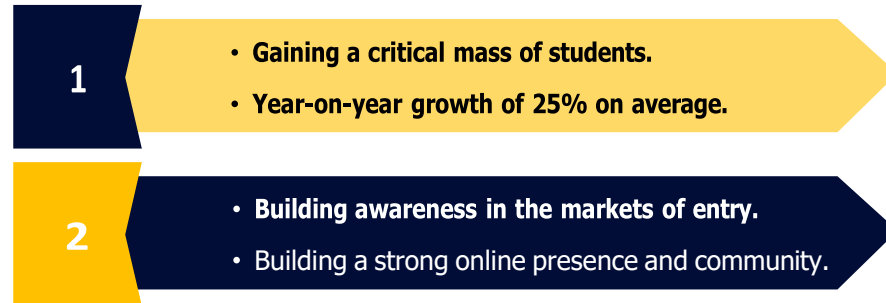 1
• Gaining a critical mass of students.
• Year-on-year growth of 25% on average.
2
• Building awareness in the markets of entry.
• Building a strong online presence and community.